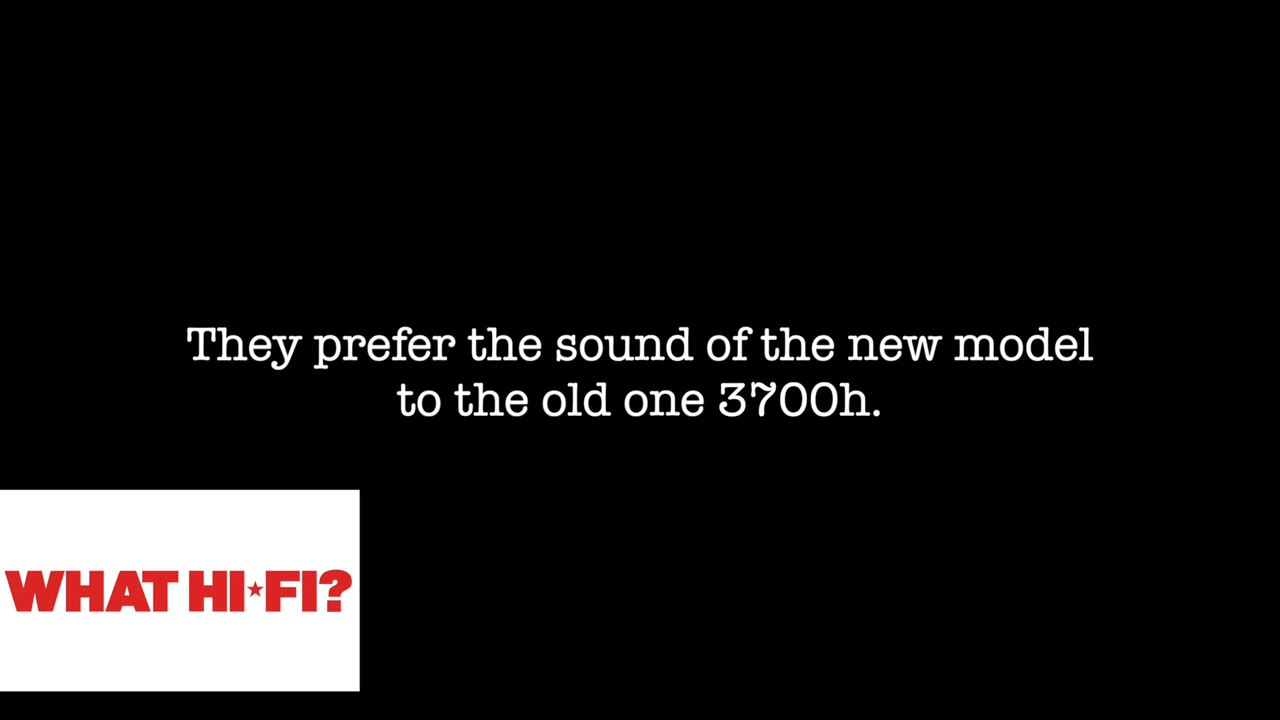 They prefer the sound of the new model
to the old one 3700h.
WHAT HI★FI?